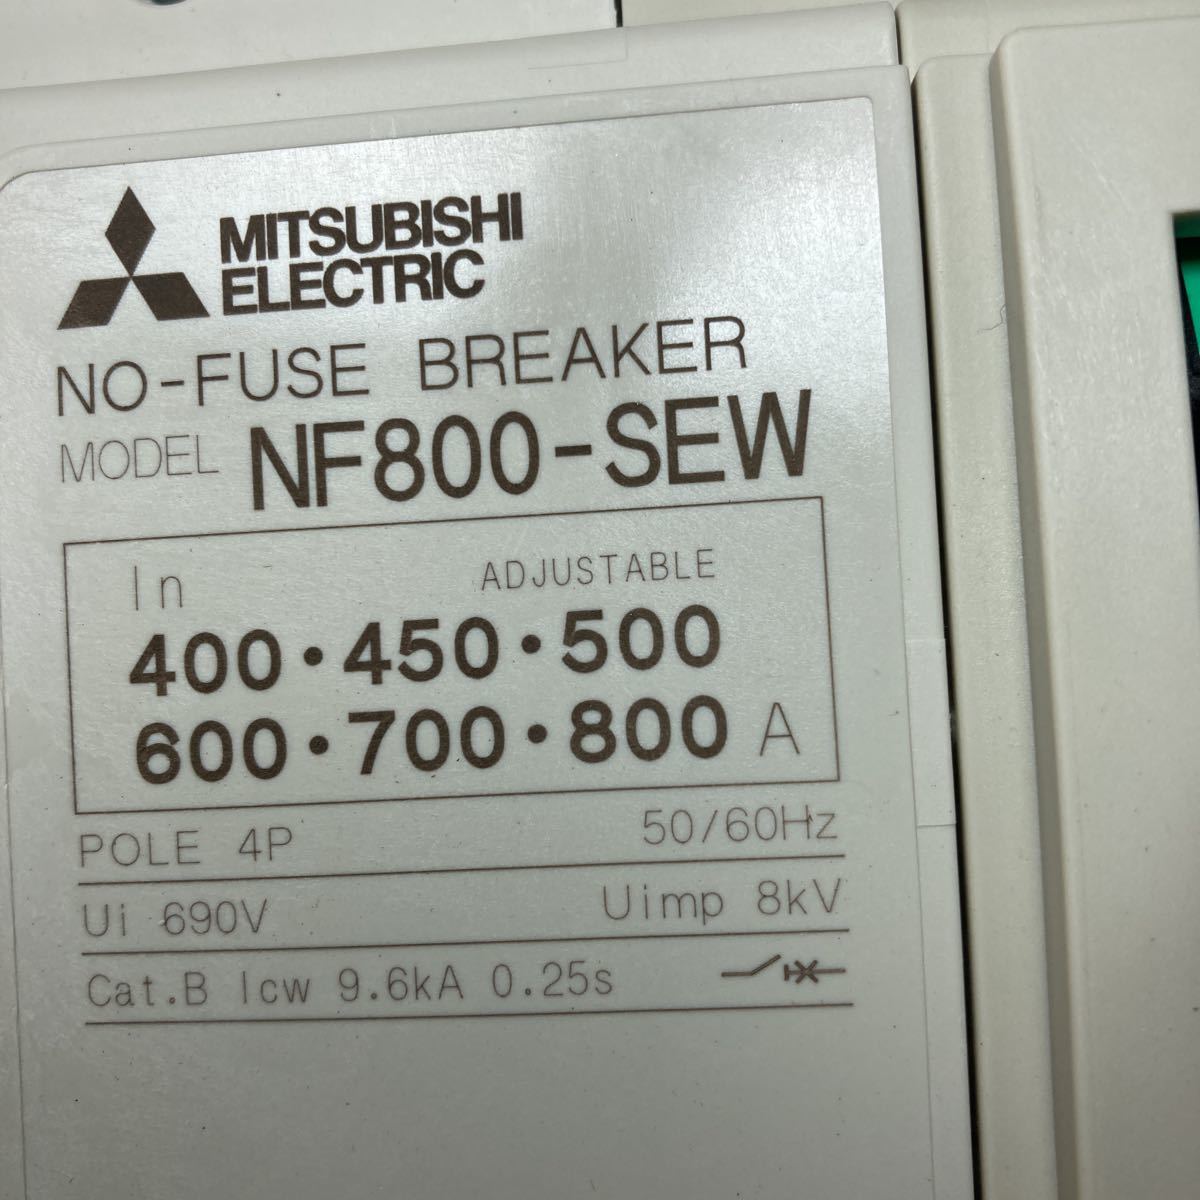 MITSUBISHI
ELECTRIC
NO-FUSE BREAKER
MODEL NF800-SEW
In ADJUSTABLE
400・450・500
600・700・800 A
POLE 4P 50/60Hz
Ui 690V Uimp 8kV
Cat.B Icw 9.6kA 0.25s